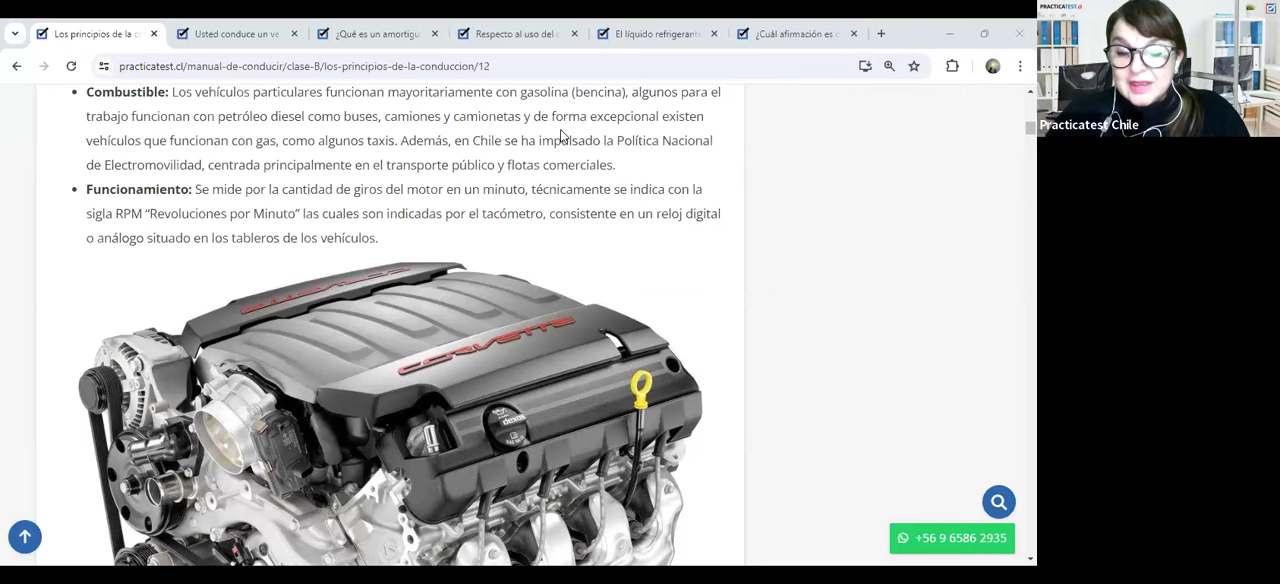 Los principios de la c
Usted conduce un ve
¿Qué es un amortigu
Respecto al uso del
El líquido refrigerante
¿Cuál afirmación es c
practicatest.cl/manual-de-conducir/clase-B/los-principios-de-la-conduccion/12
PRACTICATEST.cl
Practicatest Chile
Combustible: Los vehículos particulares funcionan mayoritariamente con gasolina (bencina), algunos para el
trabajo funcionan con petróleo diesel como buses, camiones y camionetas y de forma excepcional existen
vehículos que funcionan con gas, como algunos taxis. Además, en Chile se ha impulsado la Política Nacional
de Electromovilidad, centrada principalmente en el transporte público y flotas comerciales.
Funcionamiento: Se mide por la cantidad de giros del motor en un minuto, técnicamente se indica con la
sigla RPM “Revoluciones por Minuto” las cuales son indicadas por el tacómetro, consistente en un reloj digital
o análogo situado en los tableros de los vehículos.
CORVETTE
dexos
+56 9 6586 2935